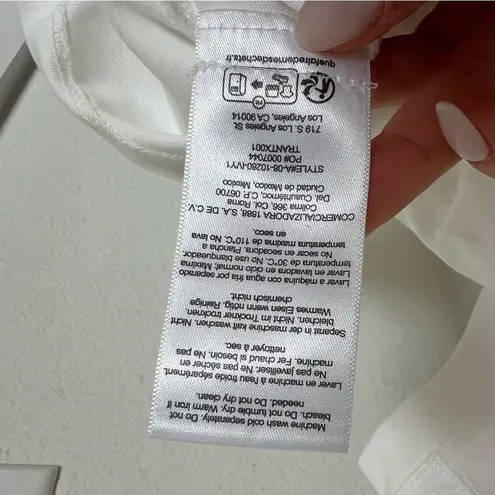 Machine wash cold separately. Do not
bleach. Do not tumble dry. Warm iron if
needed. Do not dry clean.
Laver en machine à l'eau froide séparément.
Ne pas javelliser. Ne pas sécher en
machine. Fer chaud si besoin. Ne pas
nettoyer à sec.
Separat in der maschine kalt waschen. Nicht
bleichen. Nicht im Trockner trocknen.
Warmes Eisen wann. nötig. Reinige
chemisch nicht.
Lavar máquina con agua por fría separado
Lavar en lavadora en ciclo normal, Máxima
temperatura de 30°C. No Use blanqueador.
No secar en secadora. Plancha a
temperatura máxima de 110°C. No lava
en seco.
COMERCIALIZADORA 1888, S.A. DE C.V.
Colima 366, Col. Roma
Del. Cuauhtémoc, C.P. 06700
Ciudad de México
STYLE#A-08-10280-IVY1
PO# 0007044
TRANTX001
719 S. Los Angeles St.
Los Angeles, CA 90014
FR
quefairedemesdechets.fr